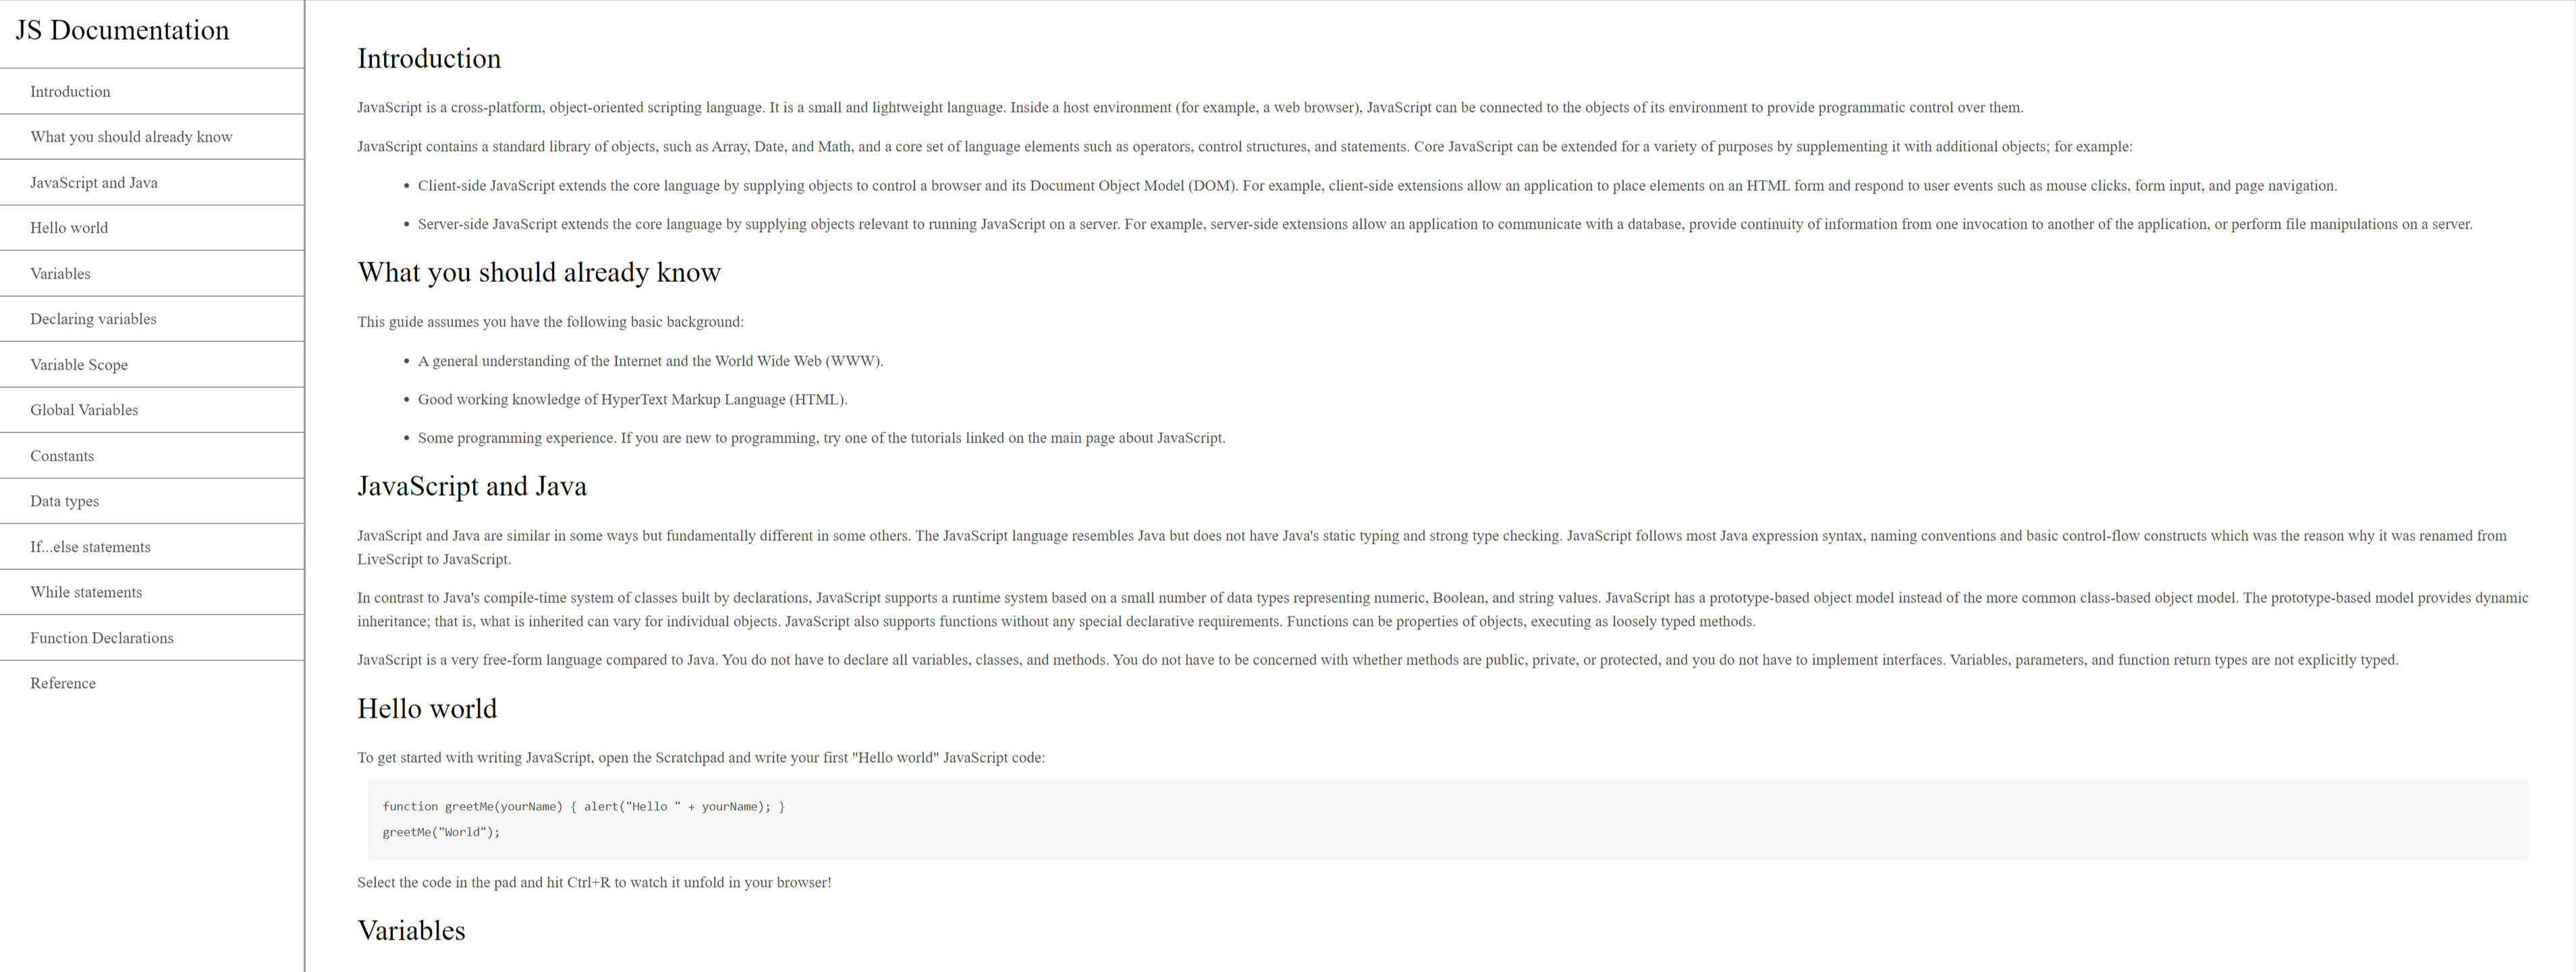 JS Documentation
Introduction
What you should already know
JavaScript and Java
Hello world
Variables
Declaring variables
Variable Scope
Global Variables
Constants
Data types
If...else statements
While statements
Function Declarations
Reference
Introduction
JavaScript is a cross-platform, object-oriented scripting language. It is a small and lightweight language. Inside a host environment (for example, a web browser), JavaScript can be connected to the objects of its environment to provide programmatic control over them.
JavaScript contains a standard library of objects, such as Array, Date, and Math, and a core set of language elements such as operators, control structures, and statements. Core JavaScript can be extended for a variety of purposes by supplementing it with additional objects; for example:
• Client-side JavaScript extends the core language by supplying objects to control a browser and its Document Object Model (DOM). For example, client-side extensions allow an application to place elements on an HTML form and respond to user events such as mouse clicks, form input, and page navigation.
• Server-side JavaScript extends the core language by supplying objects relevant to running JavaScript on a server. For example, server-side extensions allow an application to communicate with a database, provide continuity of information from one invocation to another of the application, or perform file manipulations on a server.
What you should already know
This guide assumes you have the following basic background:
• A general understanding of the Internet and the World Wide Web (WWW).
• Good working knowledge of HyperText Markup Language (HTML).
• Some programming experience. If you are new to programming, try one of the tutorials linked on the main page about JavaScript.
JavaScript and Java
JavaScript and Java are similar in some ways but fundamentally different in some others. The JavaScript language resembles Java but does not have Java's static typing and strong type checking. JavaScript follows most Java expression syntax, naming conventions and basic control-flow constructs which was the reason why it was renamed from
LiveScript to JavaScript.
In contrast to Java's compile-time system of classes built by declarations, JavaScript supports a runtime system based on a small number of data types representing numeric, Boolean, and string values. JavaScript has a prototype-based object model instead of the more common class-based object model. The prototype-based model provides dynamic
inheritance; that is, what is inherited can vary for individual objects. JavaScript also supports functions without any special declarative requirements. Functions can be properties of objects, executing as loosely typed methods.
JavaScript is a very free-form language compared to Java. You do not have to declare all variables, classes, and methods. You do not have to be concerned with whether methods are public, private, or protected, and you do not have to implement interfaces. Variables, parameters, and function return types are not explicitly typed.
Hello world
To get started with writing JavaScript, open the Scratchpad and write your first "Hello world" JavaScript code:
function greetMe(yourName) { alert("Hello " + yourName); }
greetMe("World");
Select the code in the pad and hit Ctrl+R to watch it unfold in your browser!
Variables